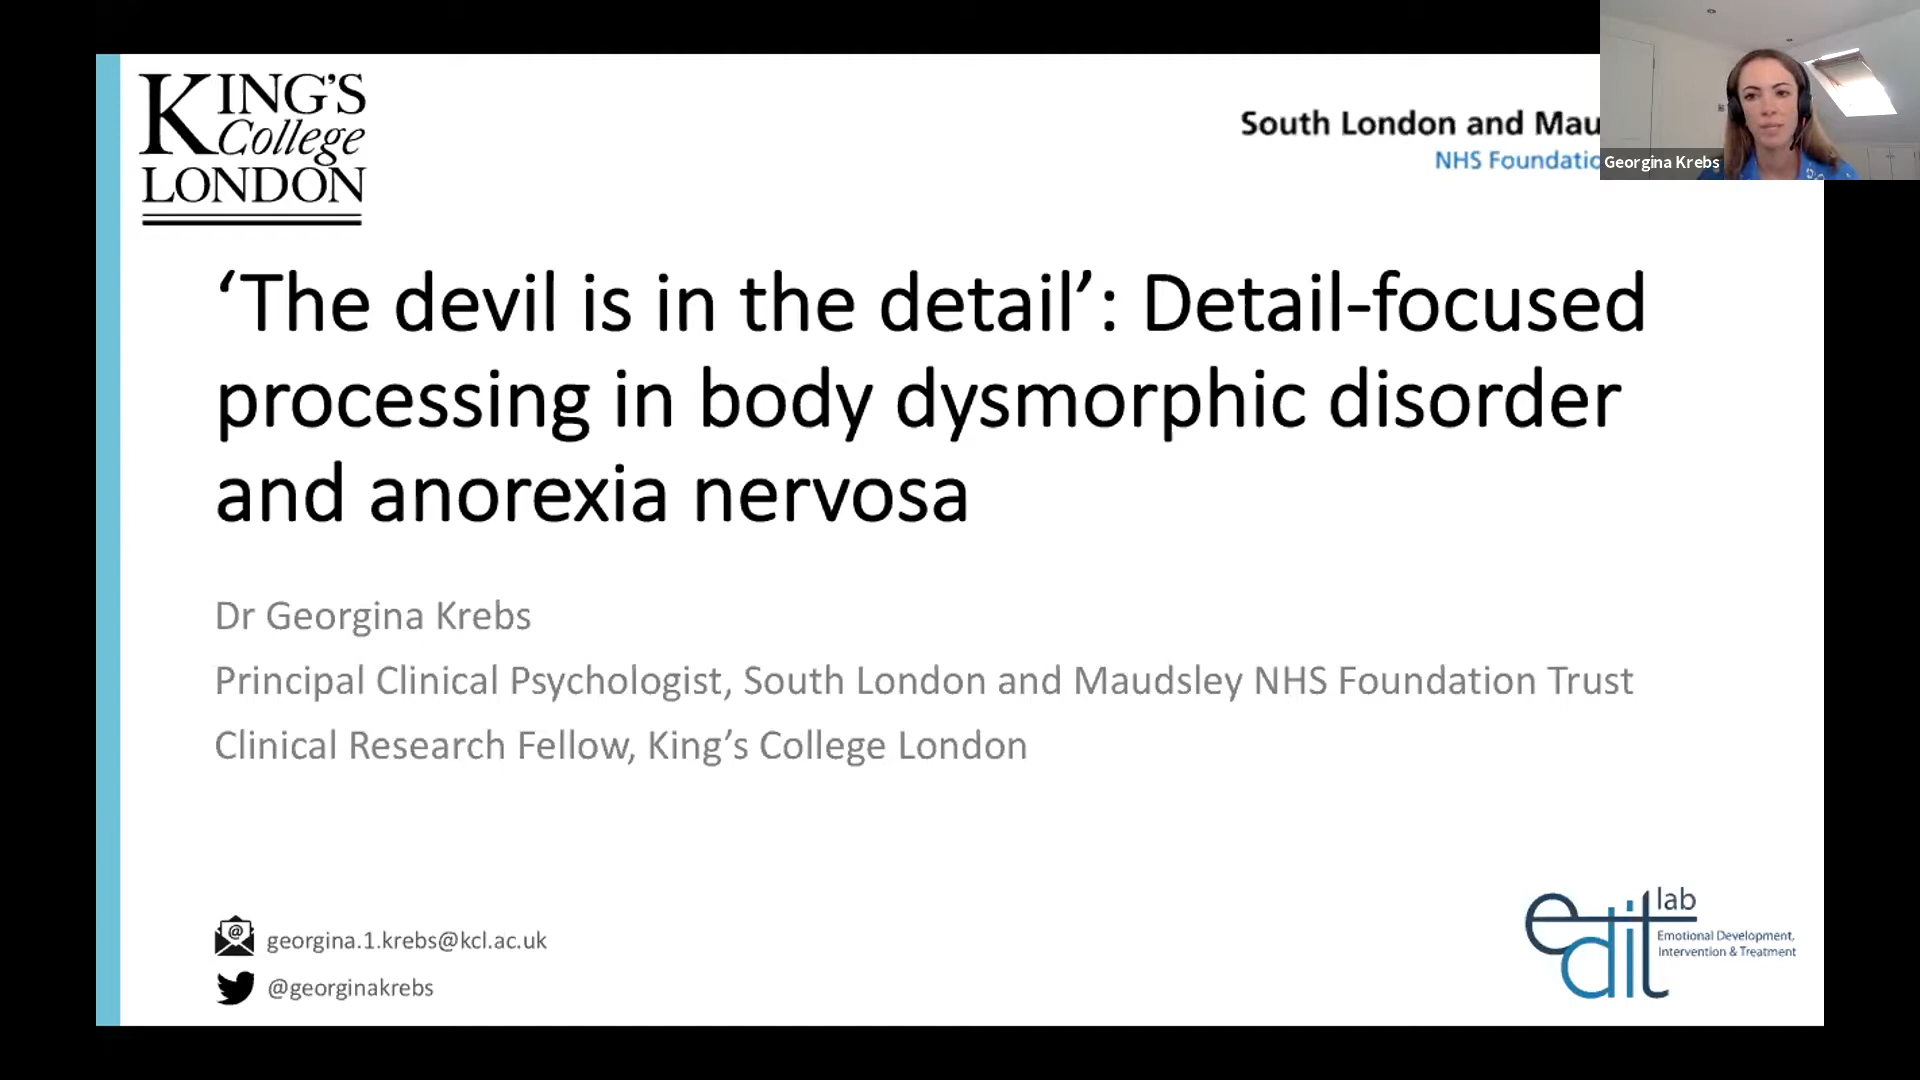 KING'S
College
LONDON
South London and Mau
NHS Foundatio
Georgina Krebs
‘The devil is in the detail’: Detail-focused
processing in body dysmorphic disorder
and anorexia nervosa
Dr Georgina Krebs
Principal Clinical Psychologist, South London and Maudsley NHS Foundation Trust
Clinical Research Fellow, King’s College London
georgina.1.krebs@kcl.ac.uk
@georginakrebs
edit lab
Emotional Development,
Intervention & Treatment